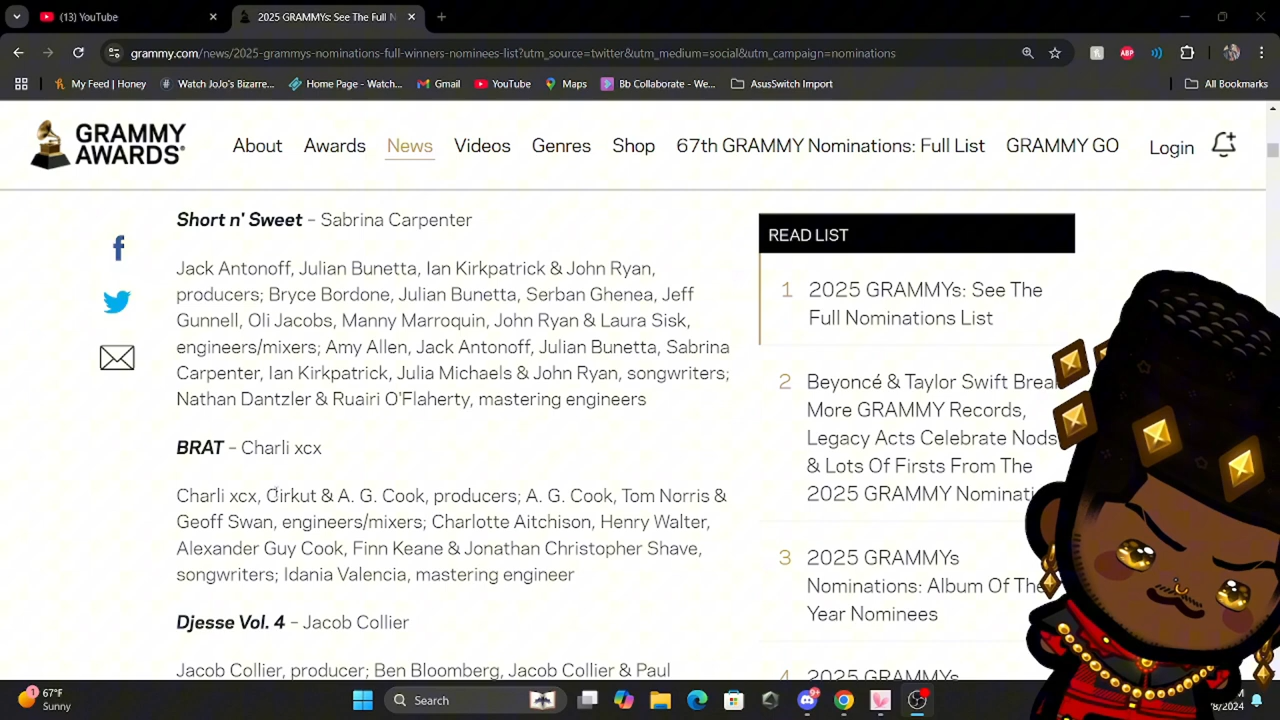 (13) YouTube
2025 GRAMMYs: See The Full N
grammy.com/news/2025-grammys-nominations-full-winners-nominees-list?utm_source=twitter&utm_medium=social&utm_campaign=nominations
ABP
My Feed | Honey
Watch JoJo's Bizarre...
Home Page - Watch...
Gmail
YouTube
Maps
Bb Collaborate - We...
AsusSwitch Import
All Bookmarks
GRAMMY
AWARDS
About
Awards
News
Videos
Genres
Shop
67th GRAMMY Nominations: Full List
GRAMMY GO
Login
Short n' Sweet – Sabrina Carpenter
Jack Antonoff, Julian Bunetta, Ian Kirkpatrick & John Ryan,
producers; Bryce Bordone, Julian Bunetta, Serban Ghenea, Jeff
Gunnell, Oli Jacobs, Manny Marroquin, John Ryan & Laura Sisk,
engineers/mixers; Amy Allen, Jack Antonoff, Julian Bunetta, Sabrina
Carpenter, Ian Kirkpatrick, Julia Michaels & John Ryan, songwriters;
Nathan Dantzler & Ruairi O'Flaherty, mastering engineers
BRAT – Charli xcx
Charli xcx, Cirkut & A. G. Cook, producers; A. G. Cook, Tom Norris &
Geoff Swan, engineers/mixers; Charlotte Aitchison, Henry Walter,
Alexander Guy Cook, Finn Keane & Jonathan Christopher Shave,
songwriters; Idania Valencia, mastering engineer
Djesse Vol. 4 – Jacob Collier
Jacob Collier, producer; Ben Bloomberg, Jacob Collier & Paul
READ LIST
1 2025 GRAMMYs: See The
Full Nominations List
2 Beyoncé & Taylor Swift Brea
More GRAMMY Records,
Legacy Acts Celebrate Nods
& Lots Of Firsts From The
2025 GRAMMY Nominati
3 2025 GRAMMYs
Nominations: Album Of The
Year Nominees
4 2025 GRAMMYs
1
67°F
Sunny
Search
M
/8/2024